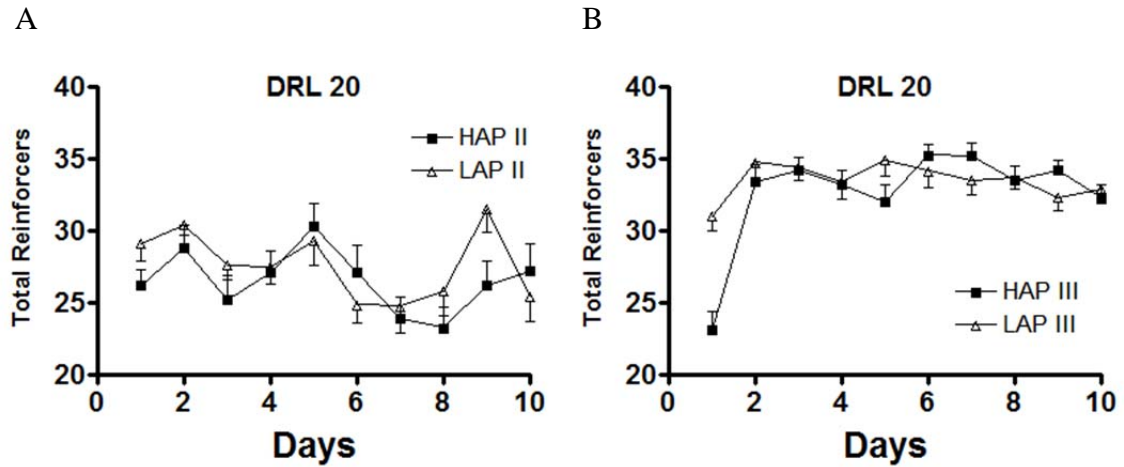 A
DRL 20
Total Reinforcers
40
35
30
25
20
HAP II
LAP II
0 2 4 6 8 10
Days
B
DRL 20
Total Reinforcers
40
35
30
25
20
HAP III
LAP III
0 2 4 6 8 10
Days